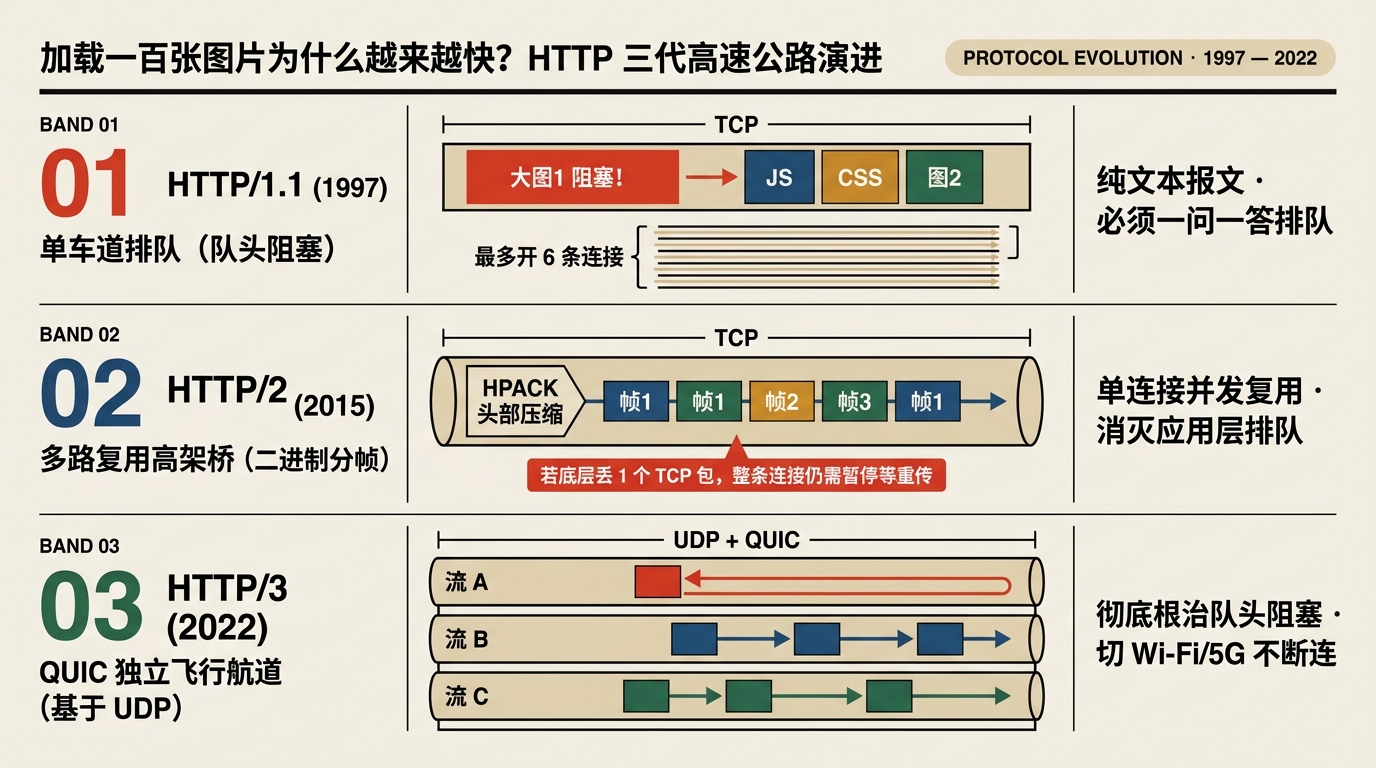 加载一百张图片为什么越来越快？HTTP 三代高速公路演进
PROTOCOL EVOLUTION · 1997 — 2022
BAND 01
01
HTTP/1.1 (1997)
单车道排队（队头阻塞）
TCP
大图1 阻塞！
JS
CSS
图2
最多开 6 条连接
纯文本报文 ·
必须一问一答排队
BAND 02
02
HTTP/2 (2015)
多路复用高架桥（二进制分帧）
TCP
HPACK
头部压缩
帧1
帧1
帧2
帧3
帧1
若底层丢 1 个 TCP 包，整条连接仍需暂停等重传
单连接并发复用 ·
消灭应用层排队
BAND 03
03
HTTP/3
(2022)
QUIC 独立飞行航道
（基于 UDP）
UDP + QUIC
流 A
流 B
流 C
彻底根治队头阻塞 ·
切 Wi-Fi/5G 不断连